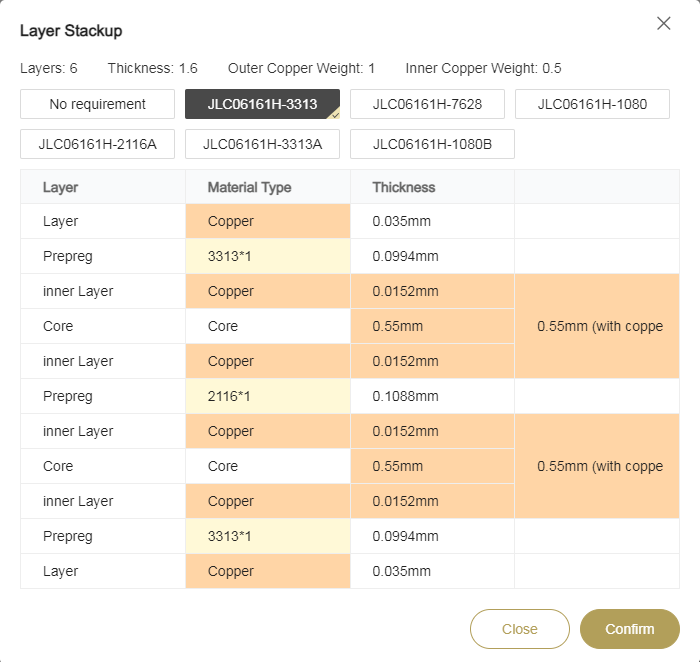 Layer Stackup
Layers: 6 Thickness: 1.6 Outer Copper Weight: 1 Inner Copper Weight: 0.5
No requirement JLC06161H-3313 JLC06161H-7628 JLC06161H-1080
JLC06161H-2116A JLC06161H-3313A JLC06161H-1080B
Layer Material Type Thickness
Layer Copper 0.035mm
Prepreg 3313*1 0.0994mm
inner Layer Copper 0.0152mm
Core Core 0.55mm 0.55mm (with coppe
inner Layer Copper 0.0152mm
Prepreg 2116*1 0.1088mm
inner Layer Copper 0.0152mm
Core Core 0.55mm 0.55mm (with coppe
inner Layer Copper 0.0152mm
Prepreg 3313*1 0.0994mm
Layer Copper 0.035mm
Close Confirm